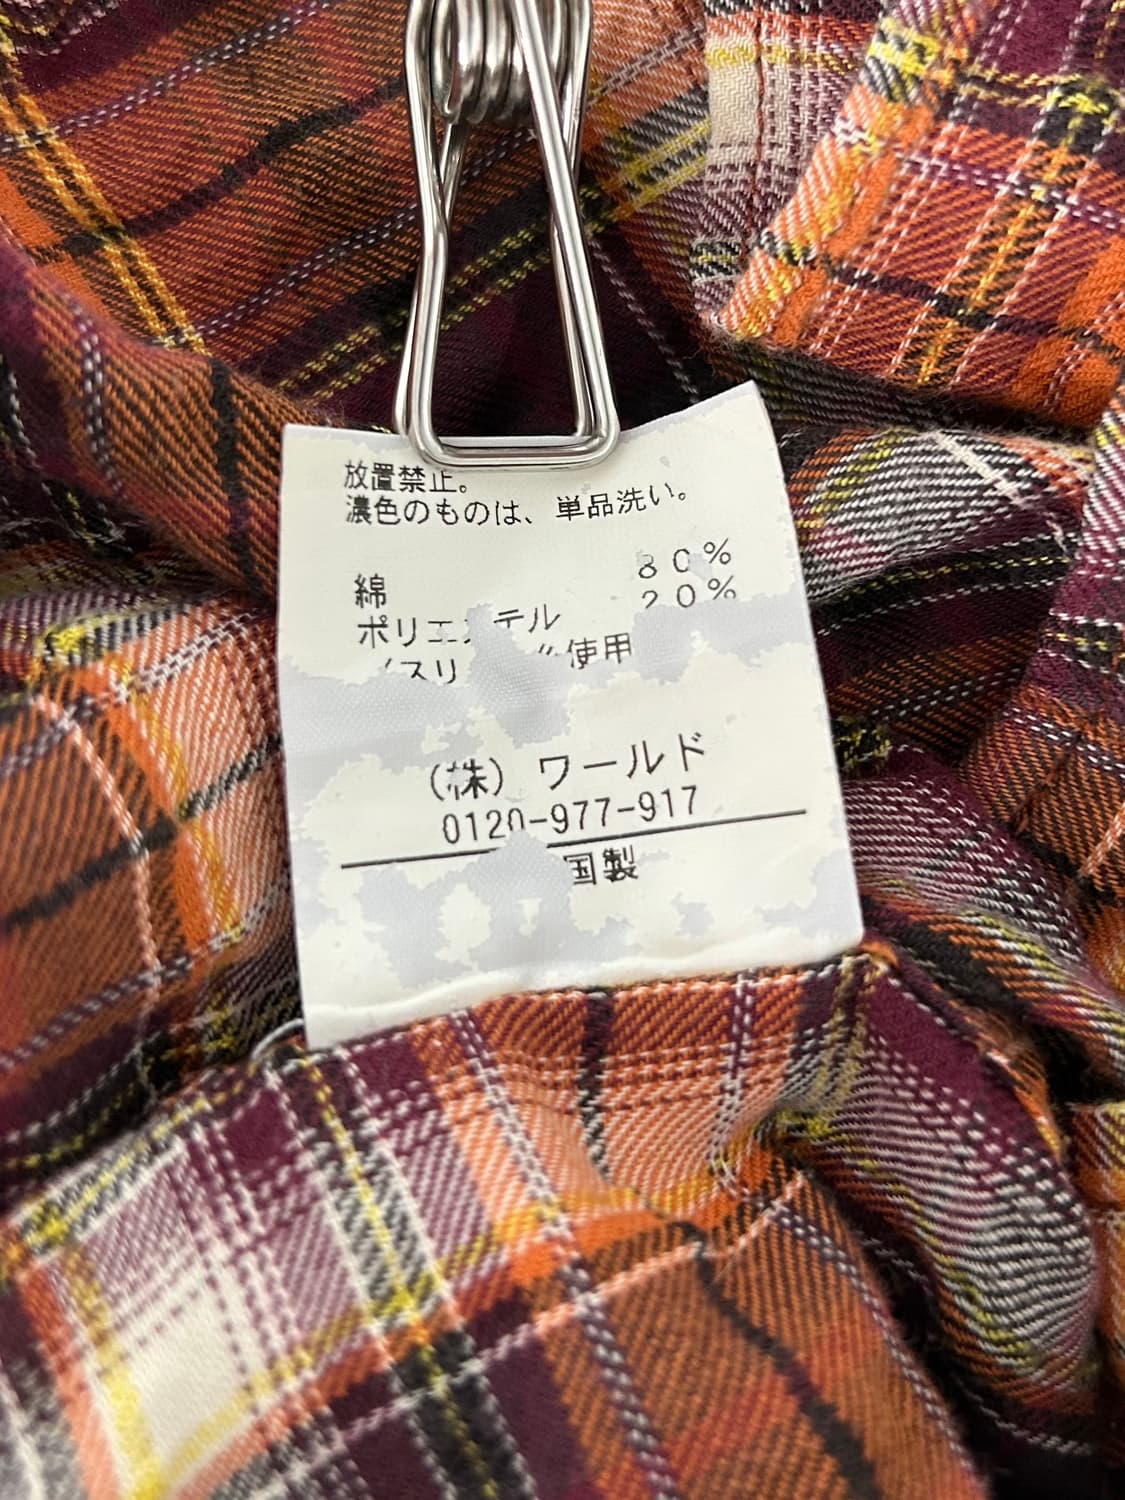 放置禁止。
濃色のものは、単品洗い。
綿 80%
ポリエステル 20%
使用
(株) ワールド
0120-977-917
国製